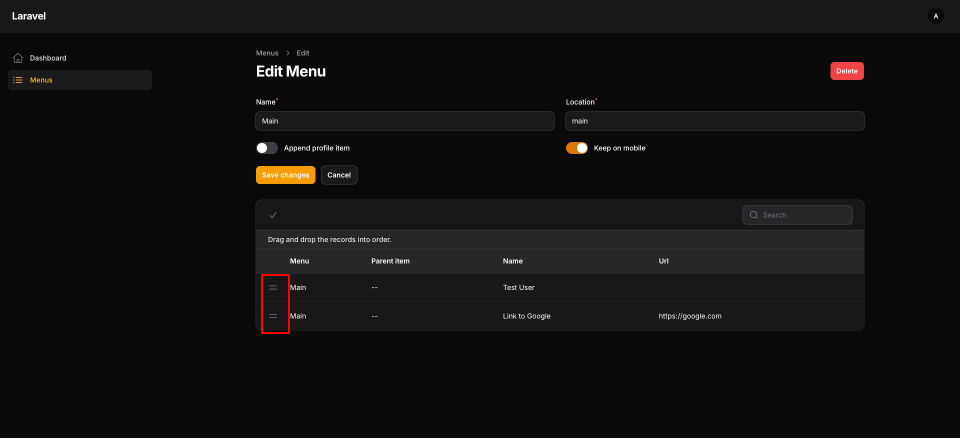 Laravel
A
Dashboard
Menus
Menus > Edit
Edit Menu
Delete
Name*
Location*
Main
main
Append profile item
Keep on mobile
Save changes
Cancel
Search
Drag and drop the records into order.
Menu Parent item Name Url
Main -- Test User
Main -- Link to Google https://google.com